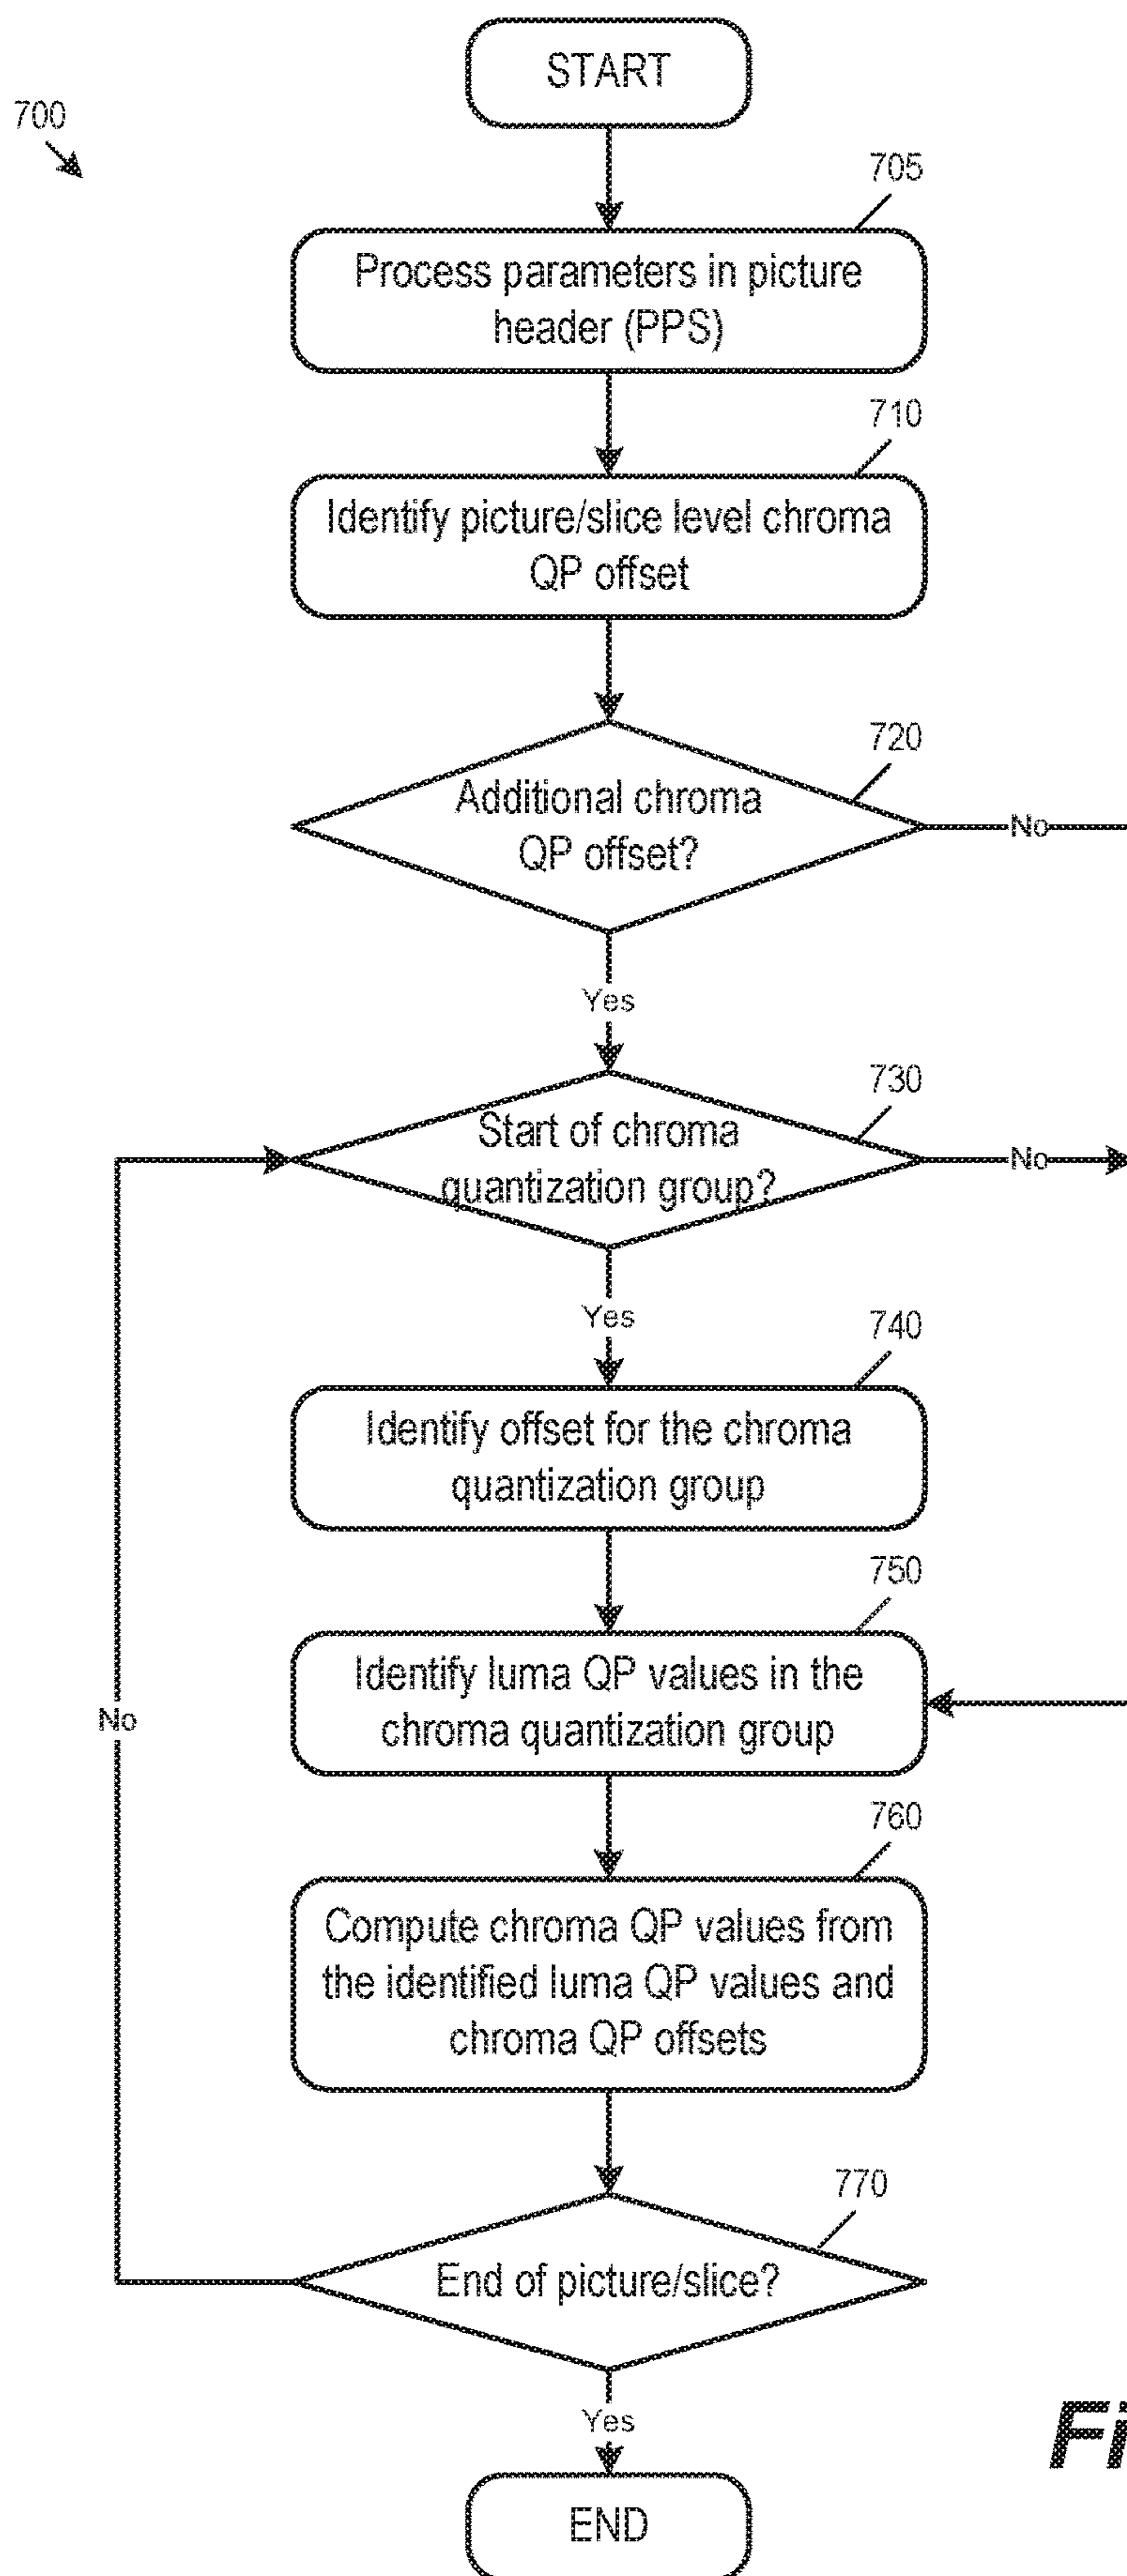 START
700
705
Process parameters in picture
header (PPS)
710
Identify picture/slice level chroma
QP offset
720
Additional chroma
QP offset?
No
Yes
730
Start of chroma
quantization group?
No
Yes
740
Identify offset for the chroma
quantization group
750
Identify luma QP values in the
chroma quantization group
No
760
Compute chroma QP values from
the identified luma QP values and
chroma QP offsets
770
End of picture/slice?
Yes
Fi
END